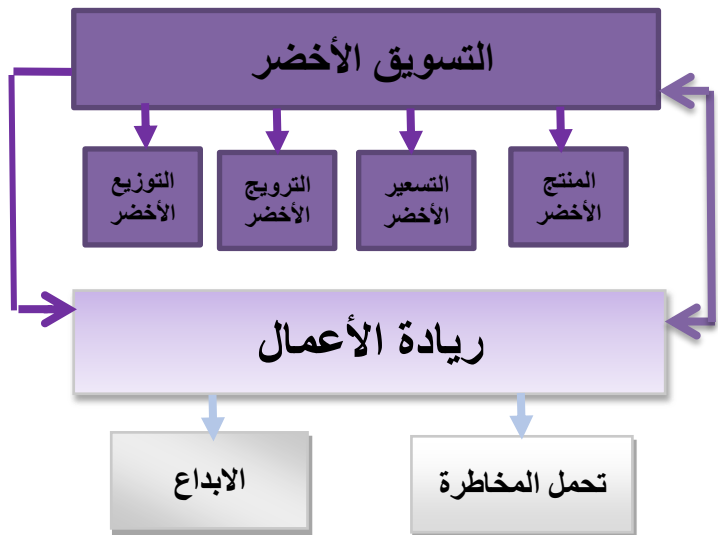 التسويق الأخضر
المنتج
الأخضر
التسعير
الأخضر
الترويج
الأخضر
التوزيع
الأخضر
ريادة الأعمال
تحمل المخاطرة
الابداع